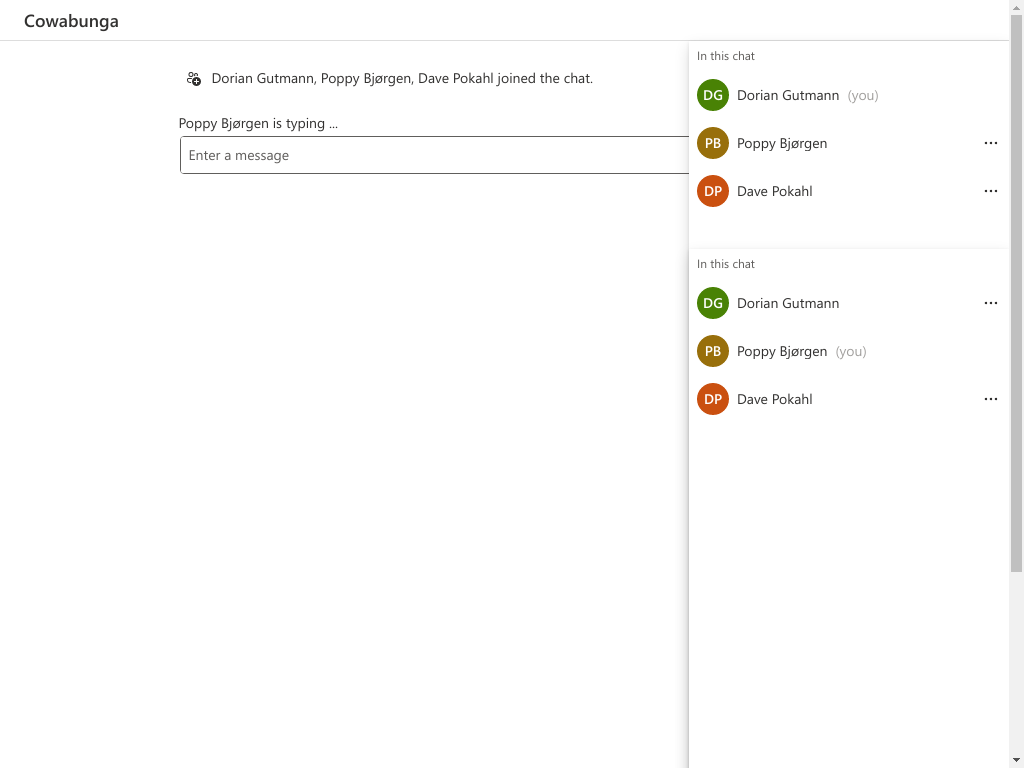 Cowabunga
Dorian Gutmann, Poppy Bjørgen, Dave Pokahl joined the chat.
Poppy Bjørgen is typing ...
Enter a message
In this chat
DG Dorian Gutmann (you)
PB Poppy Bjørgen
DP Dave Pokahl
In this chat
DG Dorian Gutmann
PB Poppy Bjørgen (you)
DP Dave Pokahl